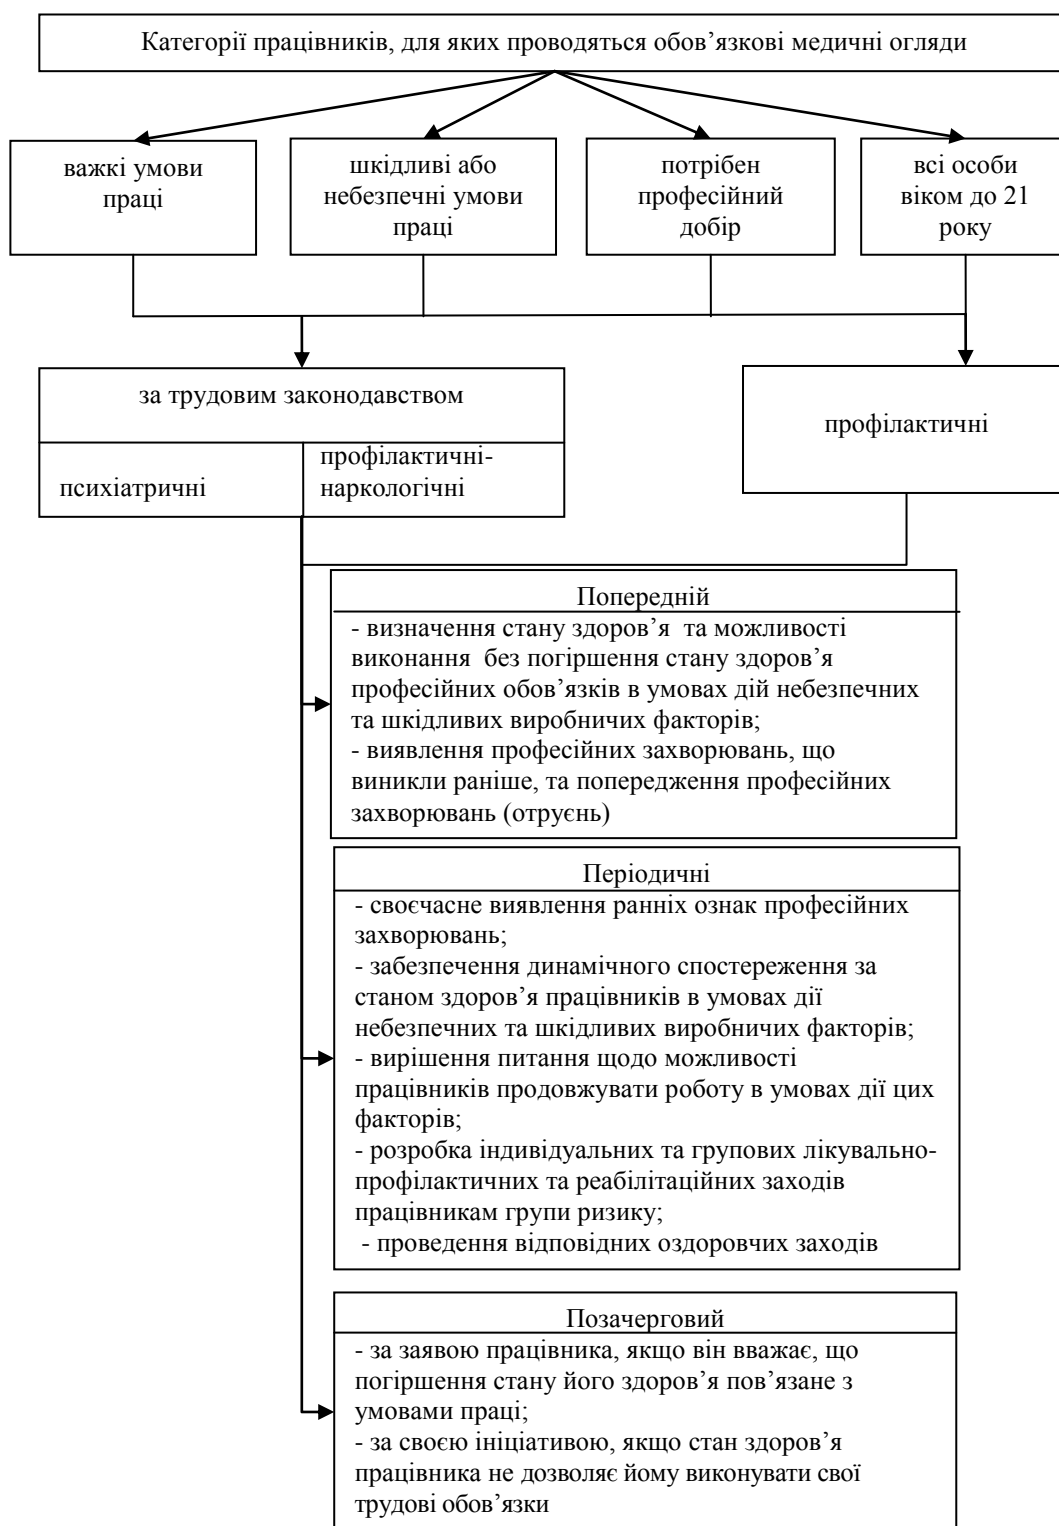 Категорії працівників, для яких проводяться обов’язкові медичні огляди
важкі умови
праці
шкідливі або
небезпечні умови
праці
потрібен
професійний
добір
всі особи
віком до 21
року
за трудовим законодавством
психіатричні
профілактичні-
наркологічні
профілактичні
Попередній
- визначення стану здоров’я та можливості
виконання без погіршення стану здоров’я
професійних обов’язків в умовах дій небезпечних
та шкідливих виробничих факторів;
- виявлення професійних захворювань, що
виникли раніше, та попередження професійних
захворювань (отруєнь)
Періодичні
- своєчасне виявлення ранніх ознак професійних
захворювань;
- забезпечення динамічного спостереження за
станом здоров’я працівників в умовах дії
небезпечних та шкідливих виробничих факторів;
- вирішення питання щодо можливості
працівників продовжувати роботу в умовах дії цих
факторів;
- розробка індивідуальних та групових лікувально-
профілактичних та реабілітаційних заходів
працівникам групи ризику;
- проведення відповідних оздоровчих заходів
Позачерговий
- за заявою працівника, якщо він вважає, що
погіршення стану його здоров’я пов’язане з
умовами праці;
- за своєю ініціативою, якщо стан здоров’я
працівника не дозволяє йому виконувати свої
трудові обов’язки